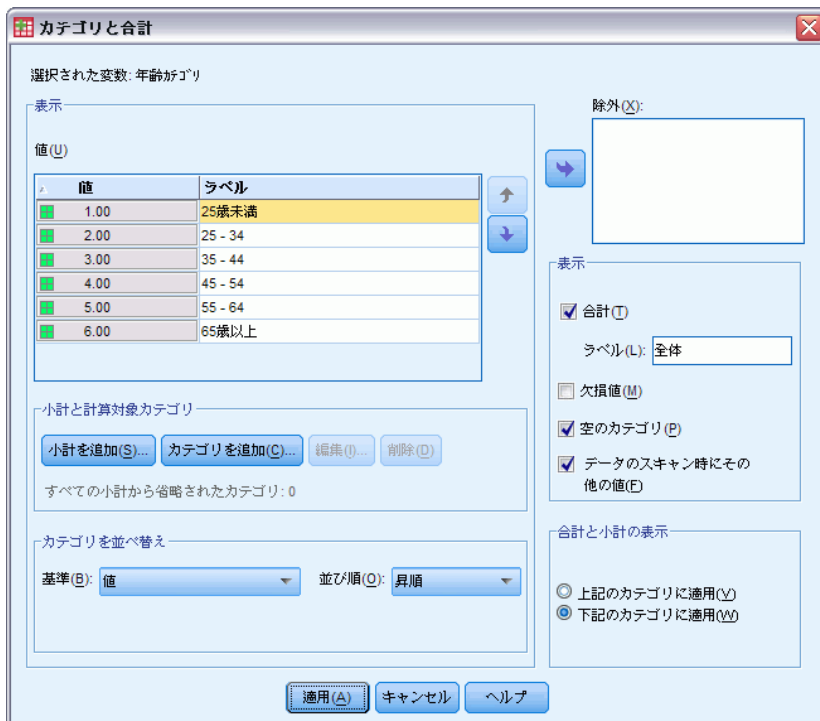 カテゴリと合計
選択された変数: 年齢カテゴリ
表示
値(U)
値 ラベル
1.00 25歳未満
2.00 25 - 34
3.00 35 - 44
4.00 45 - 54
5.00 55 - 64
6.00 65歳以上
小計と計算対象カテゴリ
小計を追加(S)... カテゴリを追加(C)... 編集(I)... 削除(D)
すべての小計から省略されたカテゴリ: 0
カテゴリを並べ替え
基準(B): 値 並び順(O): 昇順
除外(X):
表示
合計(T)
ラベル(L): 全体
欠損値(M)
空のカテゴリ(P)
データのスキャン時にその
他の値(F)
合計と小計の表示
上記のカテゴリに適用(V)
下記のカテゴリに適用(W)
適用(A) キャンセル ヘルプ